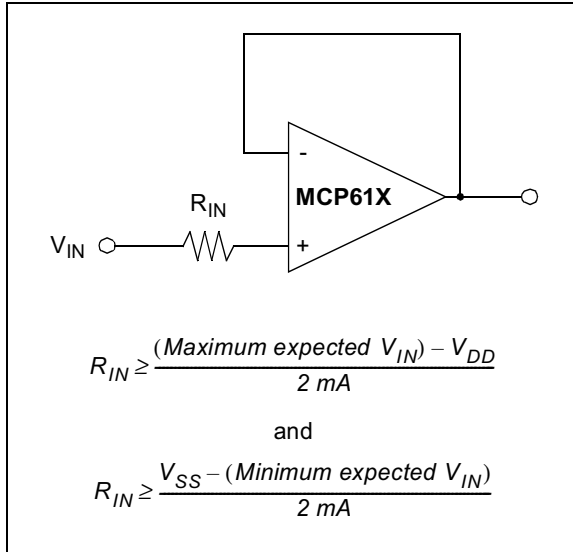 -
MCP61X
R_IN
V_IN
+
R_IN ≥ (Maximum expected V_IN) – V_DD
2 mA
and
R_IN ≥ V_SS – (Minimum expected V_IN)
2 mA